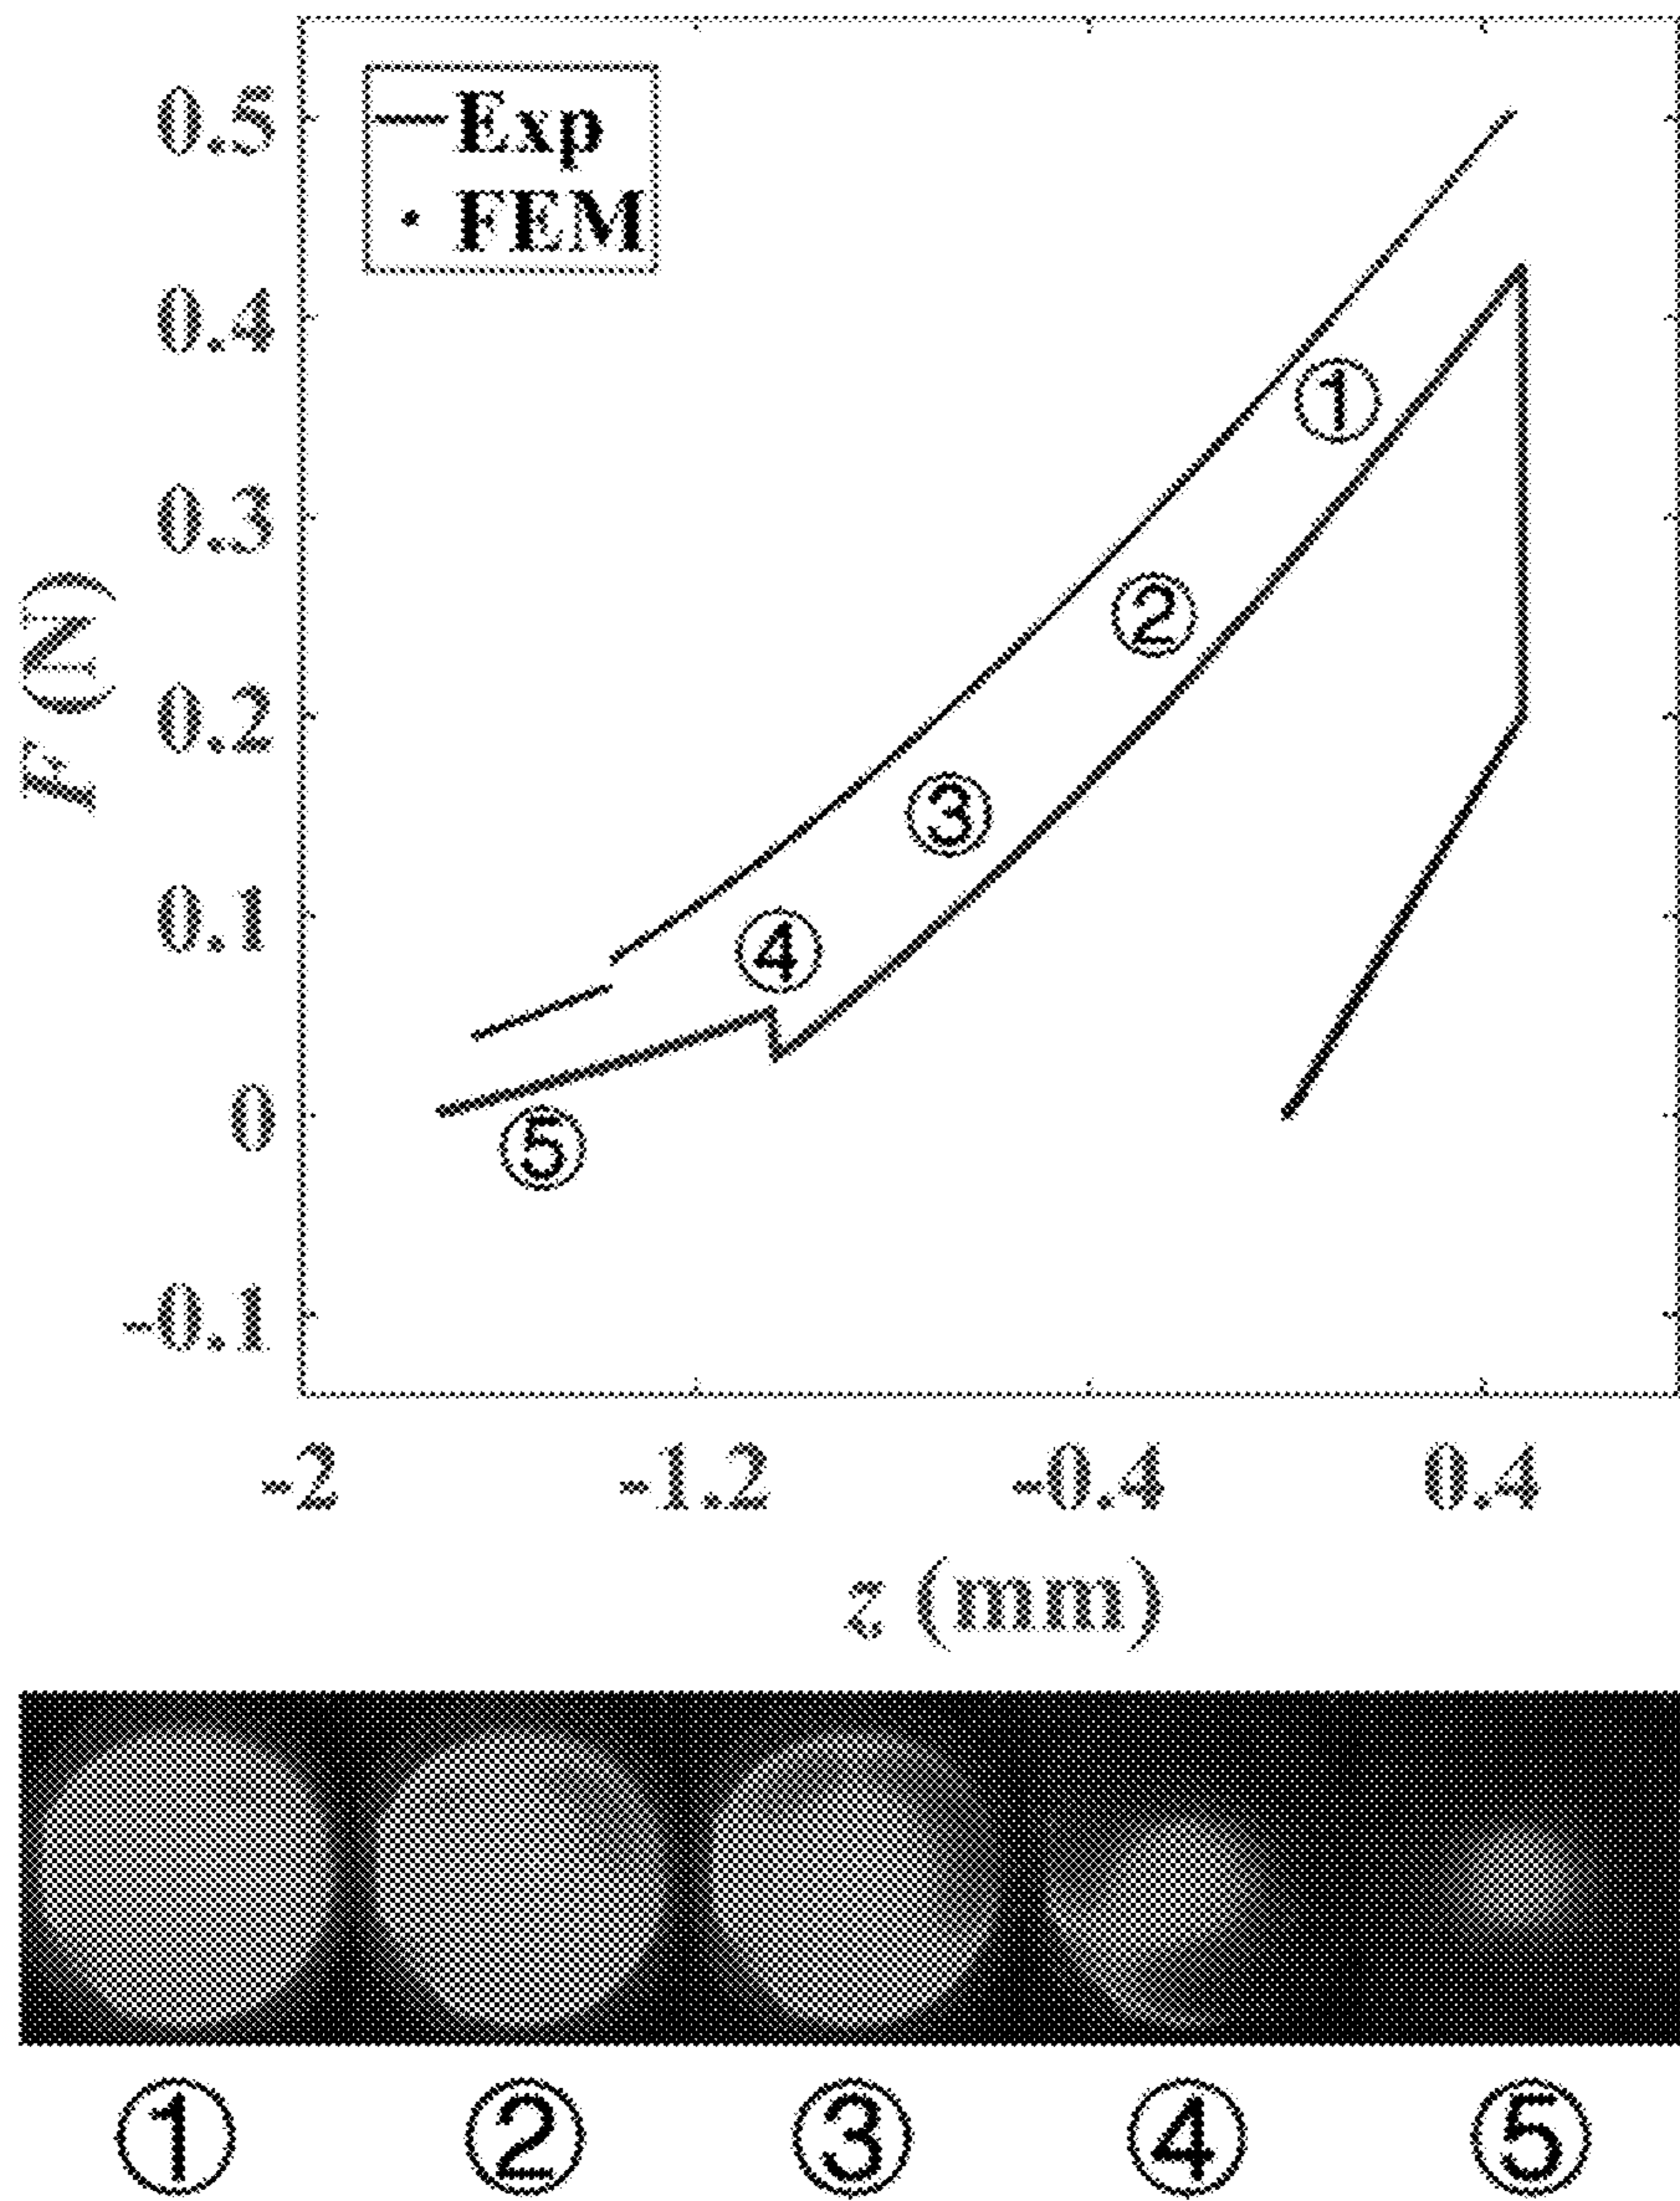 Exp
FEM
0.5
0.4
0.3
0.2
0.1
0
-0.1
F (N)
①
②
③
④
⑤
-2 -1.2 -0.4 0.4
z (mm)
① ② ③ ④ ⑤